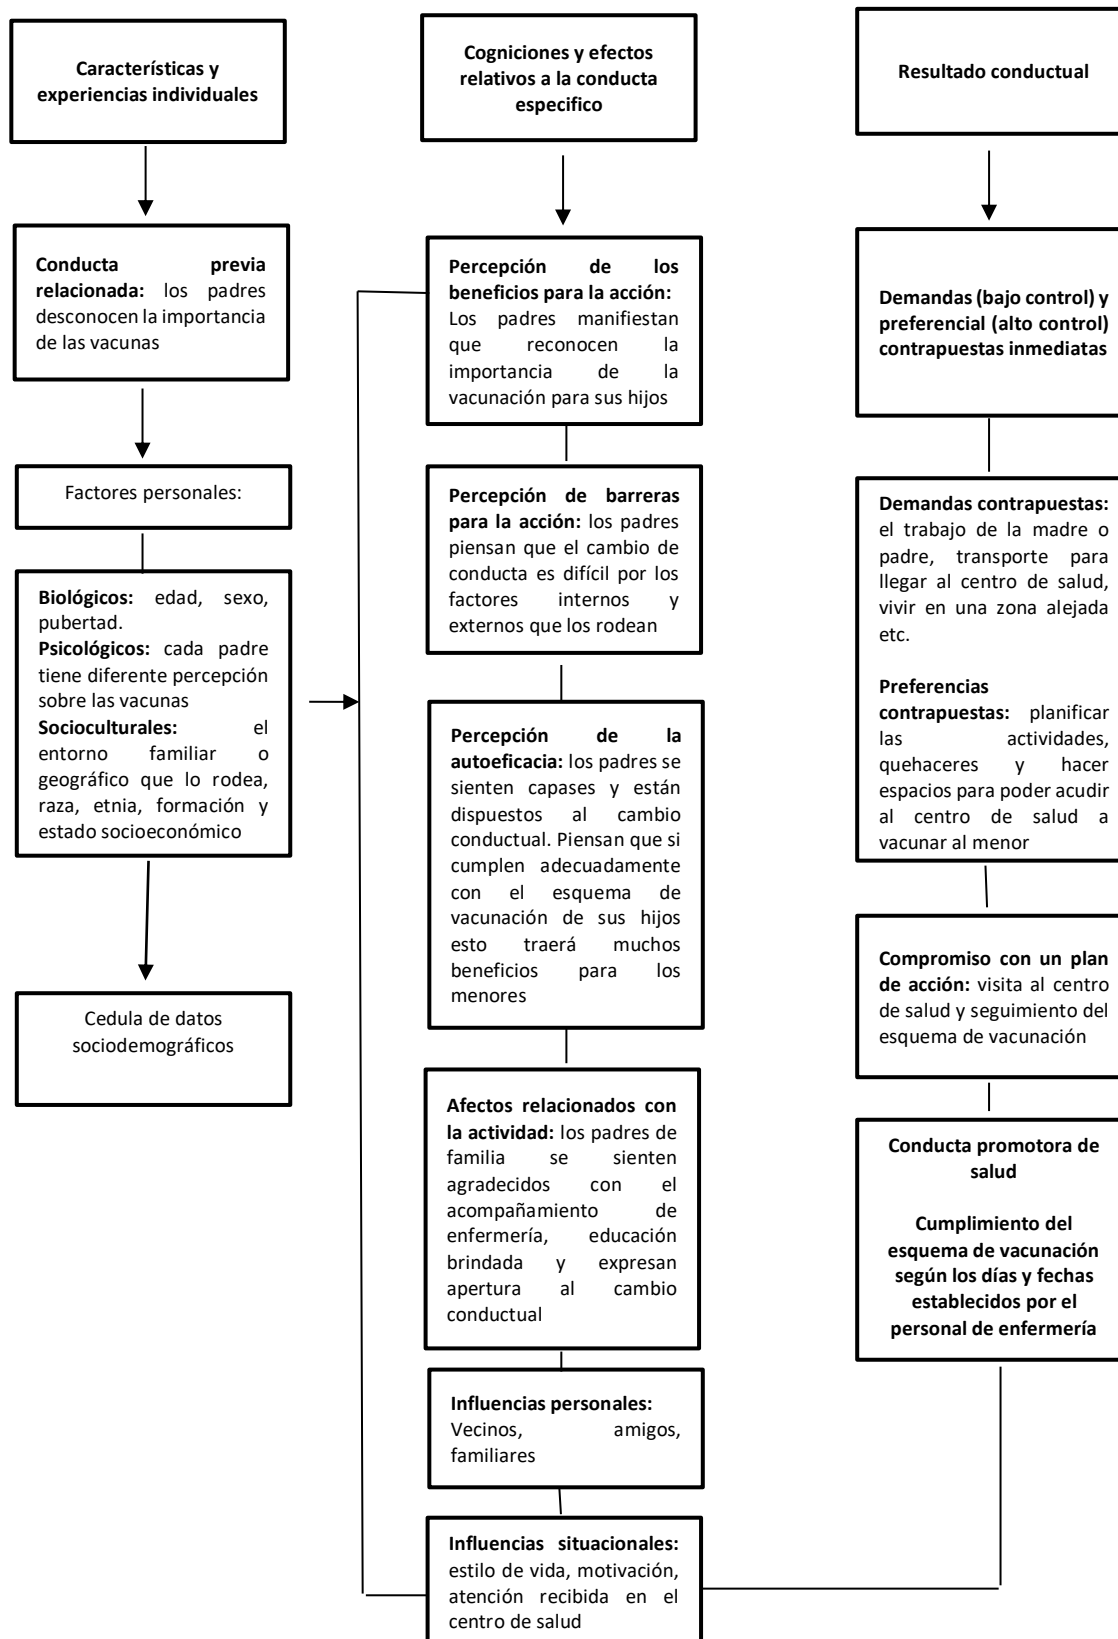 Características y
experiencias individuales
Conducta previa
relacionada: los padres
desconocen la importancia
de las vacunas
Factores personales:
Biológicos: edad, sexo,
pubertad.
Psicológicos: cada padre
tiene diferente percepción
sobre las vacunas
Socioculturales: el
entorno familiar o
geográfico que lo rodea,
raza, etnia, formación y
estado socioeconómico
Cedula de datos
sociodemográficos
Cogniciones y efectos
relativos a la conducta
especifico
Percepción de los
beneficios para la acción:
Los padres manifiestan
que reconocen la
importancia de la
vacunación para sus hijos
Percepción de barreras
para la acción: los padres
piensan que el cambio de
conducta es difícil por los
factores internos y
externos que los rodean
Percepción de la
autoeficacia: los padres se
sienten capases y están
dispuestos al cambio
conductual. Piensan que si
cumplen adecuadamente
con el esquema de
vacunación de sus hijos
esto traerá muchos
beneficios para los
menores
Afectos relacionados con
la actividad: los padres de
familia se sienten
agradecidos con el
acompañamiento de
enfermería, educación
brindada y expresan
apertura al cambio
conductual
Influencias personales:
Vecinos, amigos,
familiares
Influencias situacionales:
estilo de vida, motivación,
atención recibida en el
centro de salud
Resultado conductual
Demandas (bajo control) y
preferencial (alto control)
contrapuestas inmediatas
Demandas contrapuestas:
el trabajo de la madre o
padre, transporte para
llegar al centro de salud,
vivir en una zona alejada
etc.
Preferencias
contrapuestas: planificar
las actividades,
quehaceres y hacer
espacios para poder acudir
al centro de salud a
vacunar al menor
Compromiso con un plan
de acción: visita al centro
de salud y seguimiento del
esquema de vacunación
Conducta promotora de
salud
Cumplimiento del
esquema de vacunación
según los días y fechas
establecidos por el
personal de enfermería